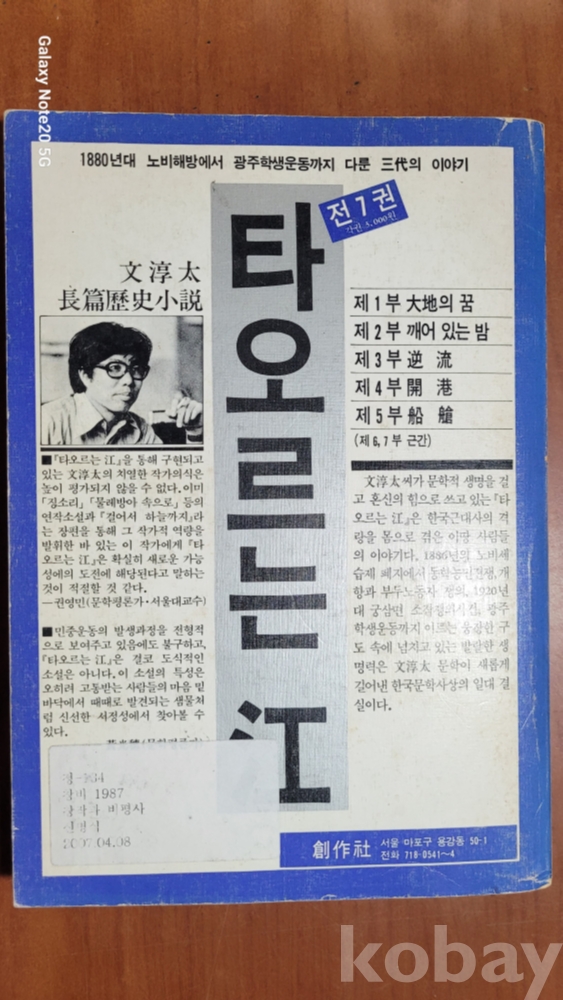 Galaxy Note20 5G
1880년대 노비해방에서 광주학생운동까지 다룬 三代의 이야기
전7권
각권 3,000원
타오르는 江
文淳太
長篇歷史小説
■『타오르는 江』을 통해 구현되고
있는 文淳太의 치열한 작가의식은
높이 평가되지 않을 수 없다. 이미
「징소리」「물레방아 속으로」등의
연작소설과 『걸어서 하늘까지』라
는 장편을 통해 그 작가적 역량을
발휘한 바 있는 이 작가에게 『타
오르는 江』은 확실히 새로운 가능
성에의 도전에 해당된다고 말하는
것이 적절할 것 같다.
—권영민(문학평론가·서울대교수)
■민중운동의 발생과정을 전형적
으로 보여주고 있음에도 불구하고,
『타오르는 江』은 결코 도식적인
소설은 아니다. 이 소설의 특성은
오히려 고통받는 사람들의 마음 밑
바닥에서 때때로 발견되는 샘물처
럼 신선한 서정성에서 찾아볼 수
있다.
제1부 大地의 꿈
제2부 깨어 있는 밤
제3부 逆流
제4부 開港
제5부 船艙
(제6,7부 근간)
文淳太씨가 문학적 생명을 걸
고 혼신의 힘으로 쓰고 있는 『타
오르는 江』은 한국근대사의 격
랑을 몸으로 겪은 이땅 사람들
의 이야기다. 1886년의 노비세
습제 폐지에서 동학농민전쟁, 개
항과 부두노동자 쟁의, 1920년
대 궁삼면 소작쟁의사건, 광주
학생운동까지 이르는 웅장한 구
도 속에 넘치고 있는 발랄한 생
명력은 文淳太 문학이 새롭게
길어낸 한국문학사상의 일대 결
실이다.
창비 1987
창작과 비평사
04.08
創作社 서울 마포구 용강동 50-1
전화 718-0541~4
kobay